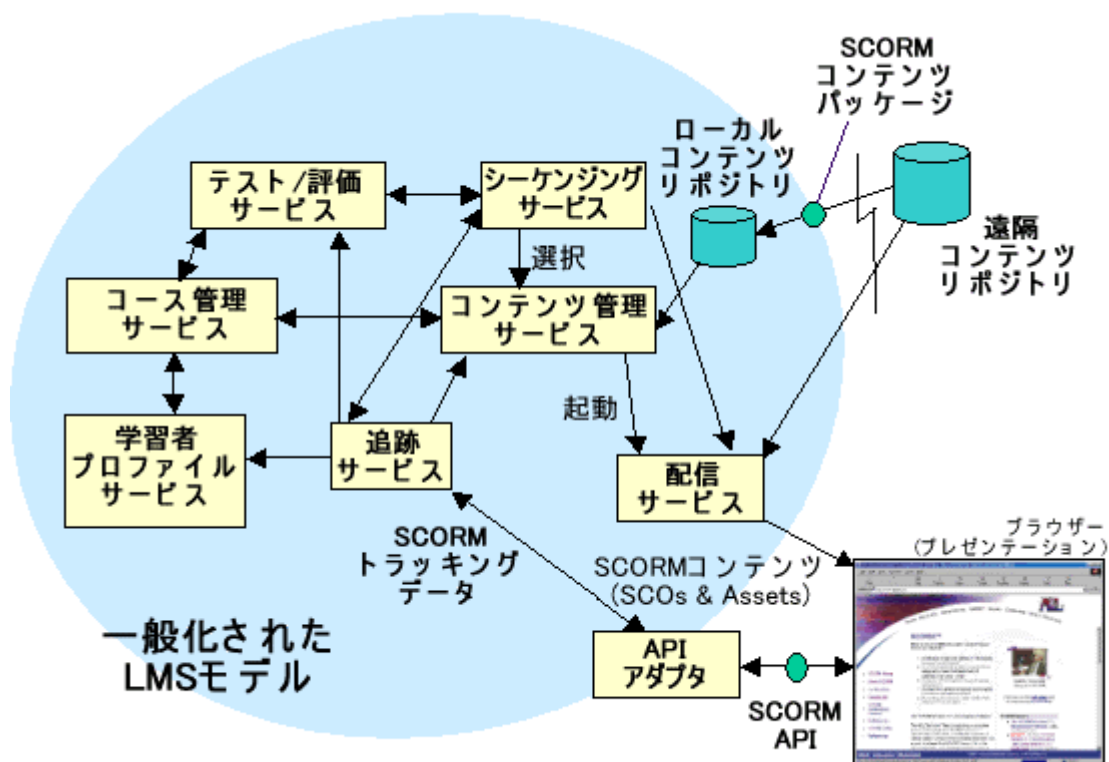 SCORM
コンテンツ
パッケージ
ローカル
コンテンツ
リポジトリ
遠隔
コンテンツ
リポジトリ
テスト/評価
サービス
シーケンジング
サービス
選択
コース管理
サービス
コンテンツ管理
サービス
起動
学習者
プロファイル
サービス
追跡
サービス
配信
サービス
SCORM
トラッキング
データ
SCORMコンテンツ
(SCOs & Assets)
ブラウザー
(プレゼンテーション)
一般化された
LMSモデル
API
アダプタ
SCORM
API